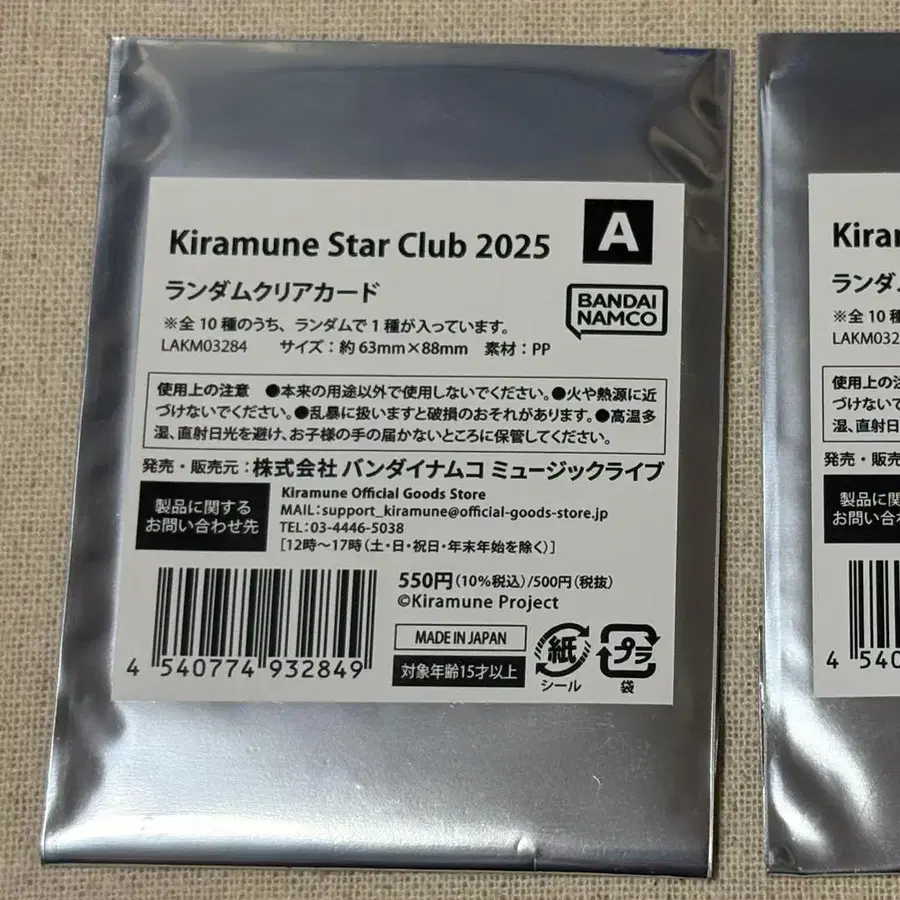 Kiramune Star Club 2025
A
ランダムクリアカード
BANDAI
NAMCO
※全10種のうち、ランダムで1種が入っています。
LAKM03284 サイズ：約63mm×88mm 素材：PP
使用上の注意 ●本来の用途以外で使用しないでください。●火や熱源に近
づけないでください。●乱暴に扱いますと破損のおそれがあります。●高温多
湿、直射日光を避け、お子様の手の届かないところに保管してください。
発売・販売元：株式会社 バンダイナムコ ミュージックライブ
製品に関する
お問い合わせ先
Kiramune Official Goods Store
MAIL：support_kiramune@official-goods-store.jp
TEL：03-4446-5038
［12時～17時（土・日・祝日・年末年始を除く）］
550円（10%税込）/500円（税抜）
©Kiramune Project
MADE IN JAPAN
対象年齢15才以上
紙
シール
プラ
袋
4 540774 932849
Kiram
ランダ
※全10種
LAKM032
使用上の注
づけないで
湿、直射日
発売・販売
製品に関
お問い合わ
4 540